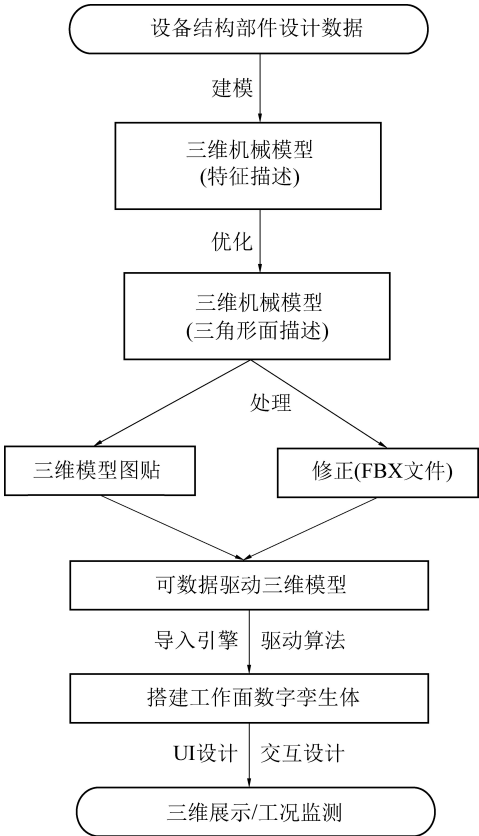 设备结构部件设计数据
建模
三维机械模型
(特征描述)
优化
三维机械模型
(三角形面描述)
处理
三维模型图贴
修正(FBX文件)
可数据驱动三维模型
导入引擎 驱动算法
搭建工作面数字孪生体
UI设计 交互设计
三维展示/工况监测